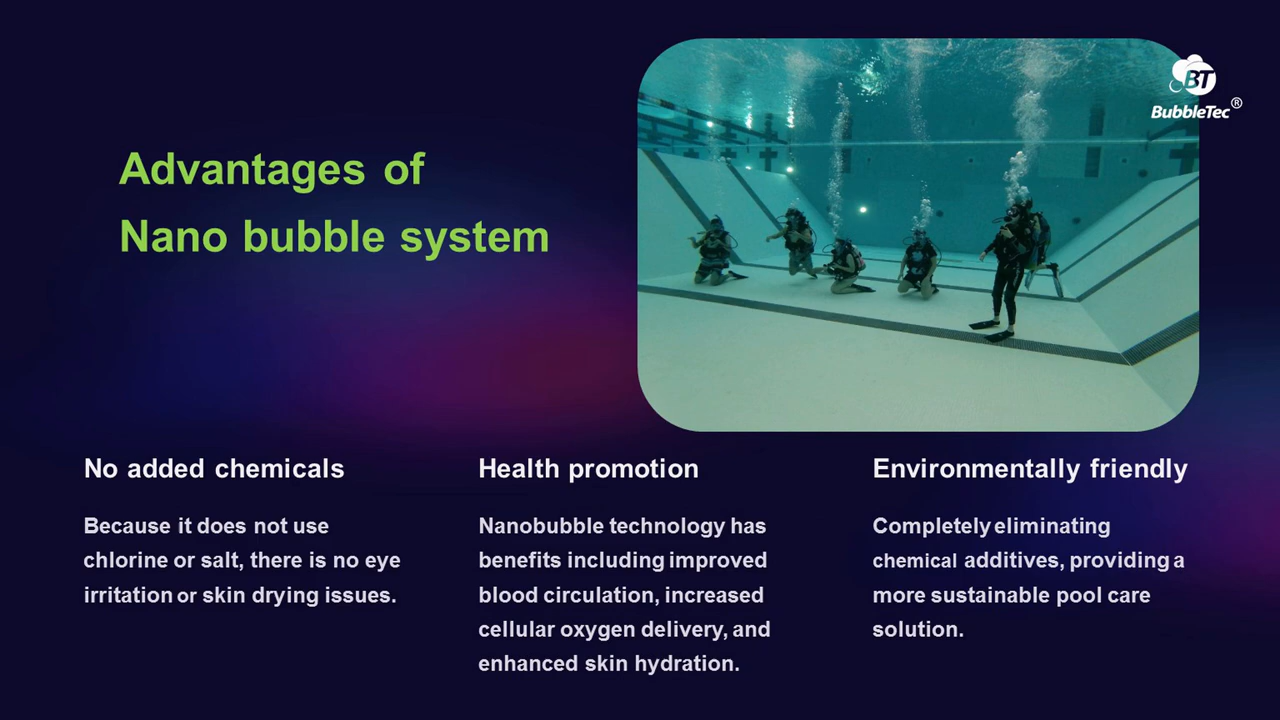 BT
BubbleTec®
Advantages of
Nano bubble system
No added chemicals
Because it does not use
chlorine or salt, there is no eye
irritation or skin drying issues.
Health promotion
Nanobubble technology has
benefits including improved
blood circulation, increased
cellular oxygen delivery, and
enhanced skin hydration.
Environmentally friendly
Completely eliminating
chemical additives, providing a
more sustainable pool care
solution.